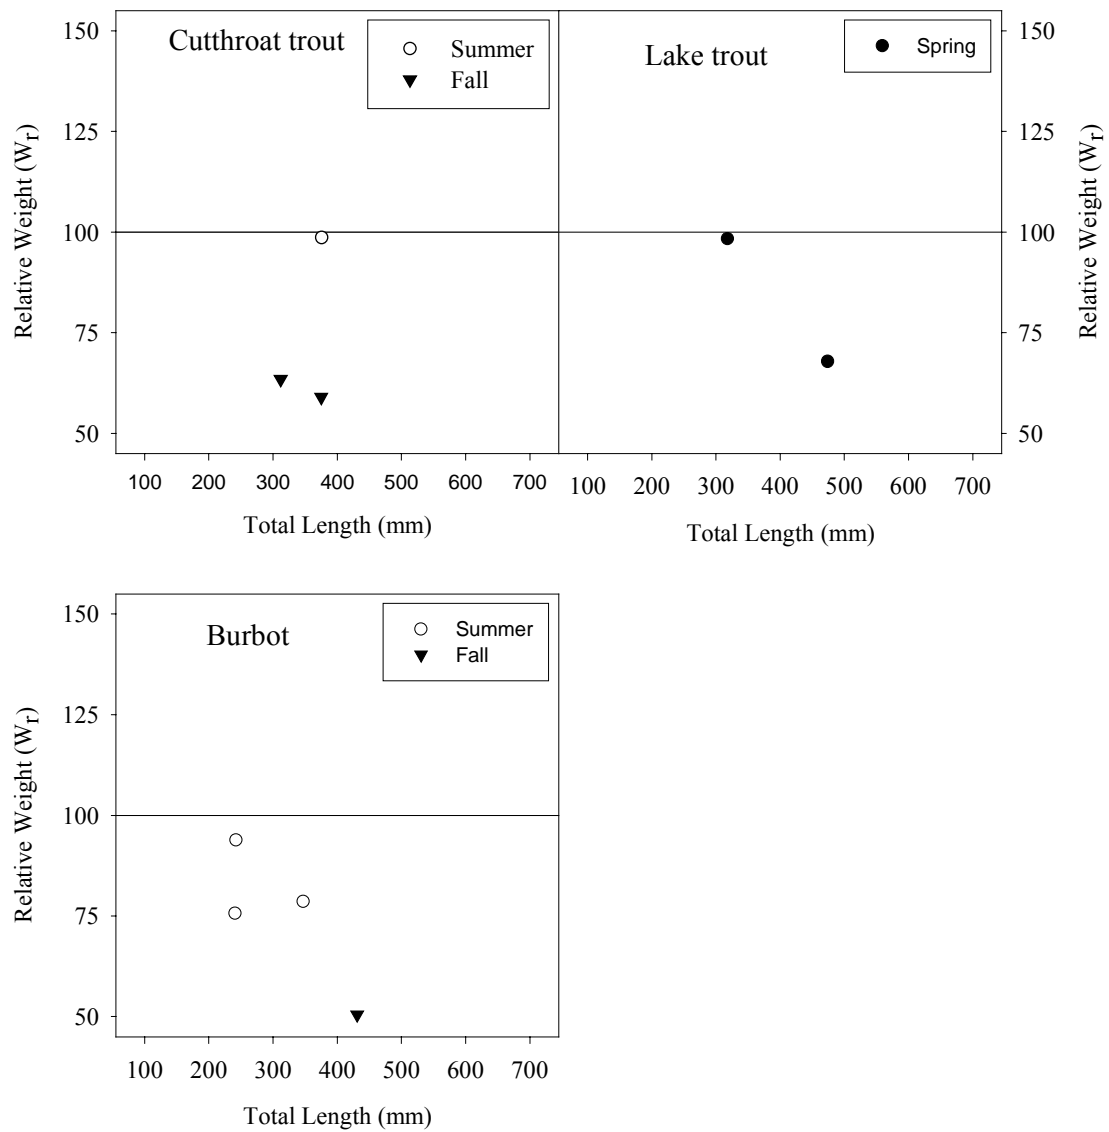 Cutthroat trout
Summer
Fall
150
125
100
75
50
Relative Weight (Wr)
100 200 300 400 500 600 700
Total Length (mm)
Lake trout
Spring
150
125
100
75
50
Relative Weight (Wr)
100 200 300 400 500 600 700
Total Length (mm)
Burbot
Summer
Fall
150
125
100
75
50
Relative Weight (Wr)
100 200 300 400 500 600 700
Total Length (mm)